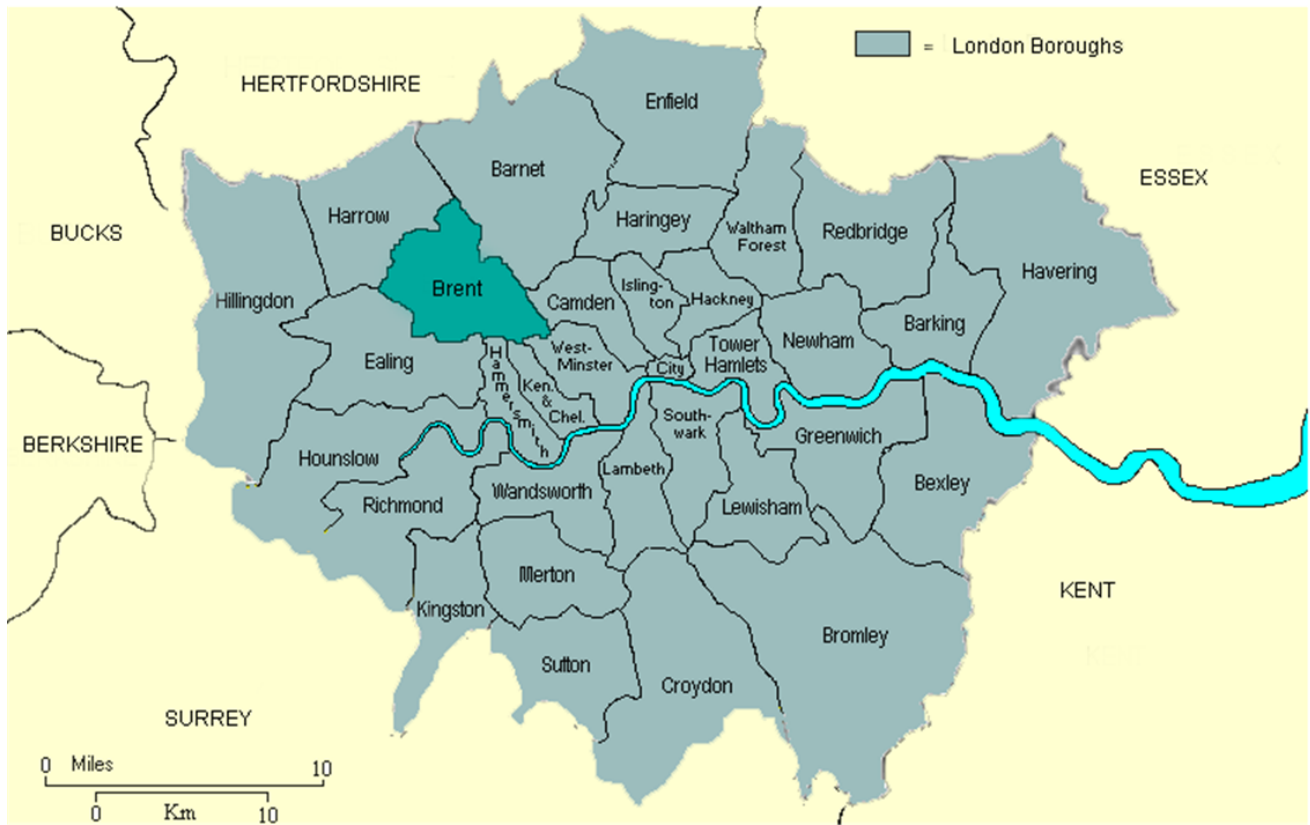 = London Boroughs
HERTFORDSHIRE
Enfield
Barnet
ESSEX
BUCKS
Harrow
Haringey
Waltham
Forest
Redbridge
Havering
Hillingdon
Brent
Camden
Isling-
ton
Hackney
Barking
Ealing
West-
Minster
Tower
Hamlets
Newham
City
Hammersmith
Ken.
&
Chel.
BERKSHIRE
Hounslow
South-
wark
Greenwich
Lambeth
Bexley
Richmond
Wandsworth
Lewisham
Merton
Kingston
KENT
Bromley
Sutton
Croydon
SURREY
0 Miles 10
0 Km 10